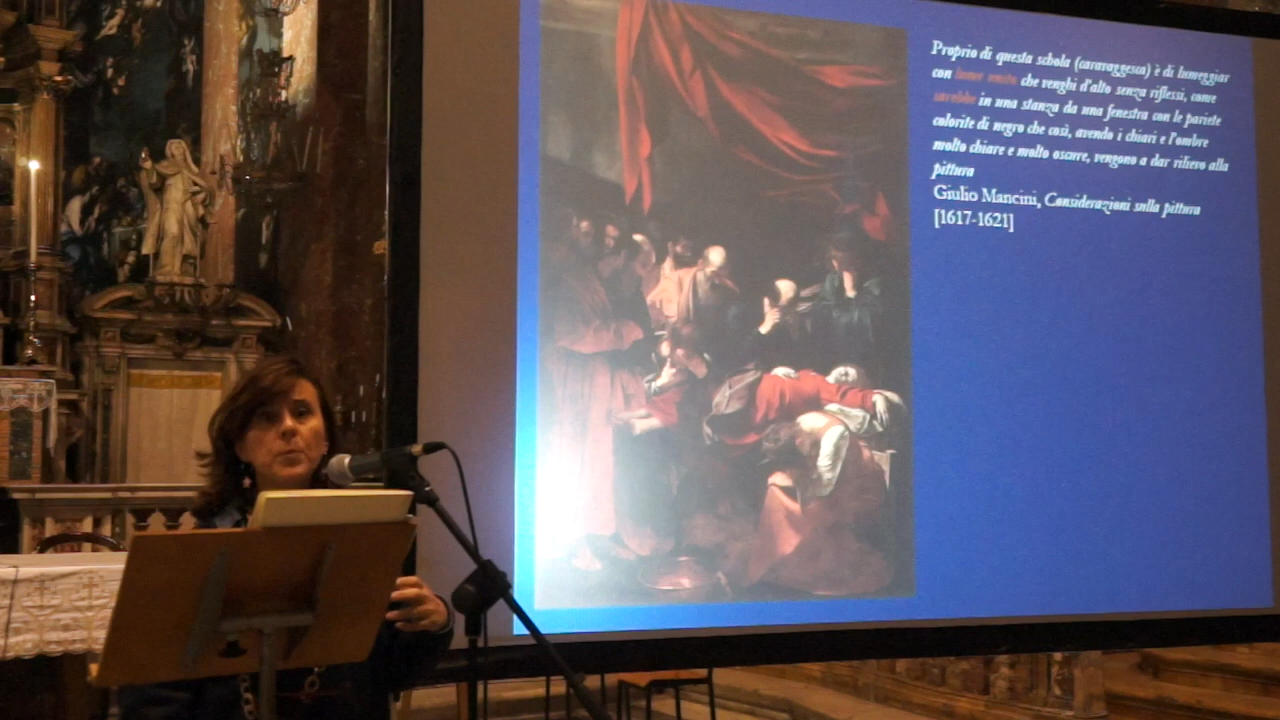 Proprio di questa schola (caravaggesca) è di lumeggiar
con lume unito che venghi d'alto senza riflessi, come
sarebbe in una stanza da una fenestra con le pariete
colorite di negro che così, avendo i chiari e l'ombre
molto chiare e molto oscure, vengono a dar rilievo alla
pittura
Giulio Mancini, Considerazioni sulla pittura
[1617-1621]